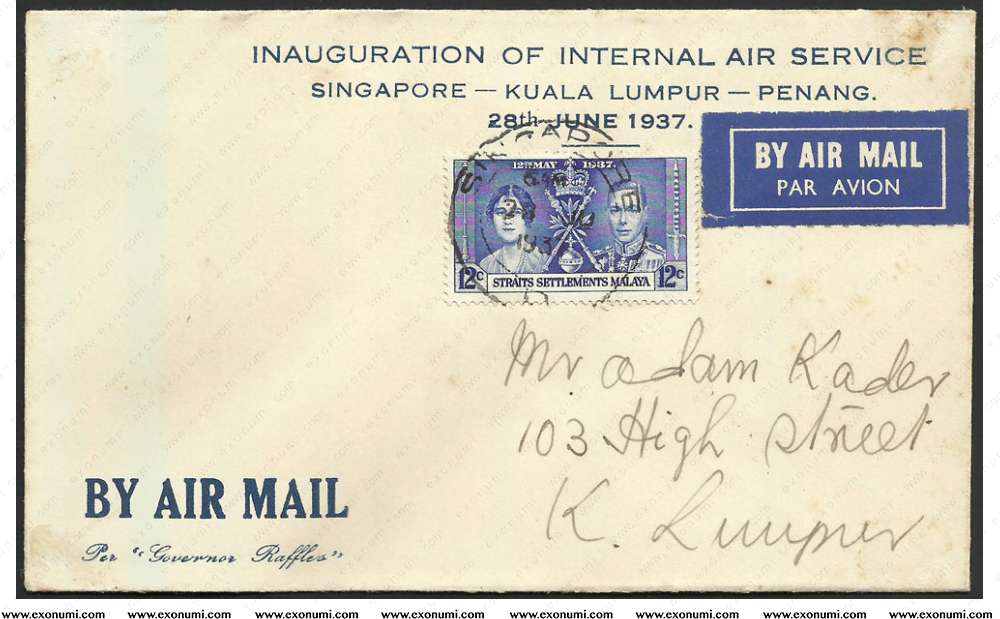 INAUGURATION OF INTERNAL AIR SERVICE
SINGAPORE — KUALA LUMPUR — PENANG.
28th JUNE 1937.
BY AIR MAIL
PAR AVION
SINGAPORE
28 1937
12TH MAY 1937.
12c STRAITS SETTLEMENTS MALAYA 12c
Mr Adam Kader
103 High Street
K. Lumpur
BY AIR MAIL
Per "Governor Raffles"
www.exonumi.com www.exonumi.com www.exonumi.com www.exonumi.com www.exonumi.com www.exonumi.com www.exonumi.com www.exonumi.com